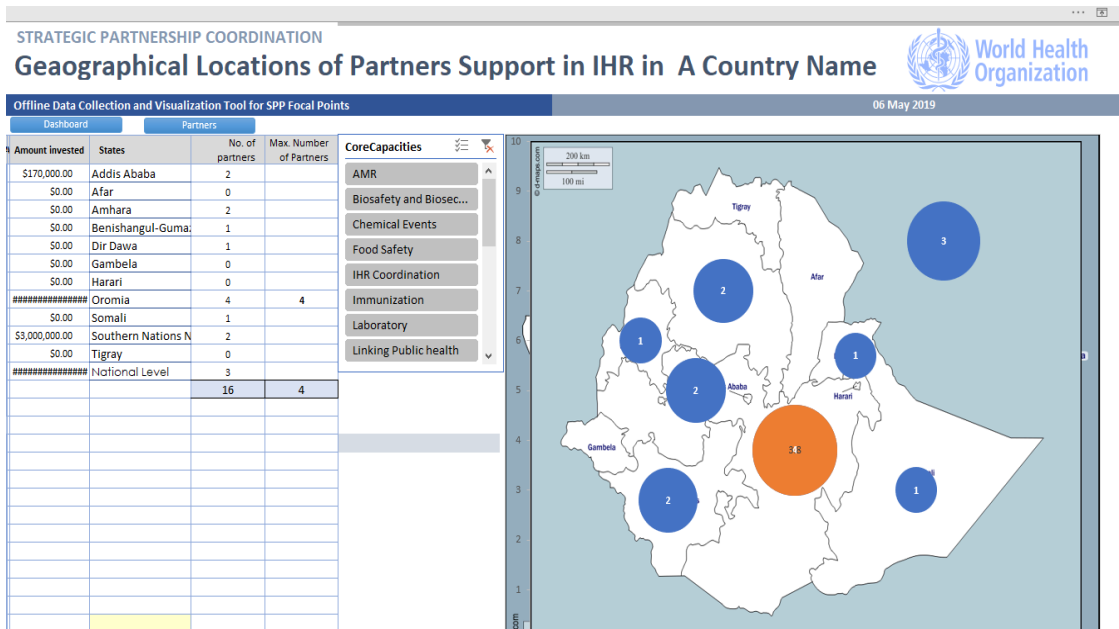 STRATEGIC PARTNERSHIP COORDINATION
Geaographical Locations of Partners Support in IHR in A Country Name
World Health
Organization
Offline Data Collection and Visualization Tool for SPP Focal Points
06 May 2019
Dashboard
Partners
Amount invested States No. of partners Max. Number of Partners
$170,000.00 Addis Ababa 2
$0.00 Afar 0
$0.00 Amhara 2
$0.00 Benishangul-Gumaz
$0.00 Dir Dawa 1
$0.00 Gambela 0
$0.00 Harari 0
############### Oromia 4 4
$0.00 Somali 1
$3,000,000.00 Southern Nations N 2
$0.00 Tigray 0
############### National Level 3
16 4
CoreCapacities
AMR
Biosafety and Biosec...
Chemical Events
Food Safety
IHR Coordination
Immunization
Laboratory
Linking Public health
10
9
8
7
6
5
4
3
2
1
© d-maps.com
200 km
100 mi
Tigray
Afar
3
2
1
1
2
Ababa
Harari
Gambela
2
1